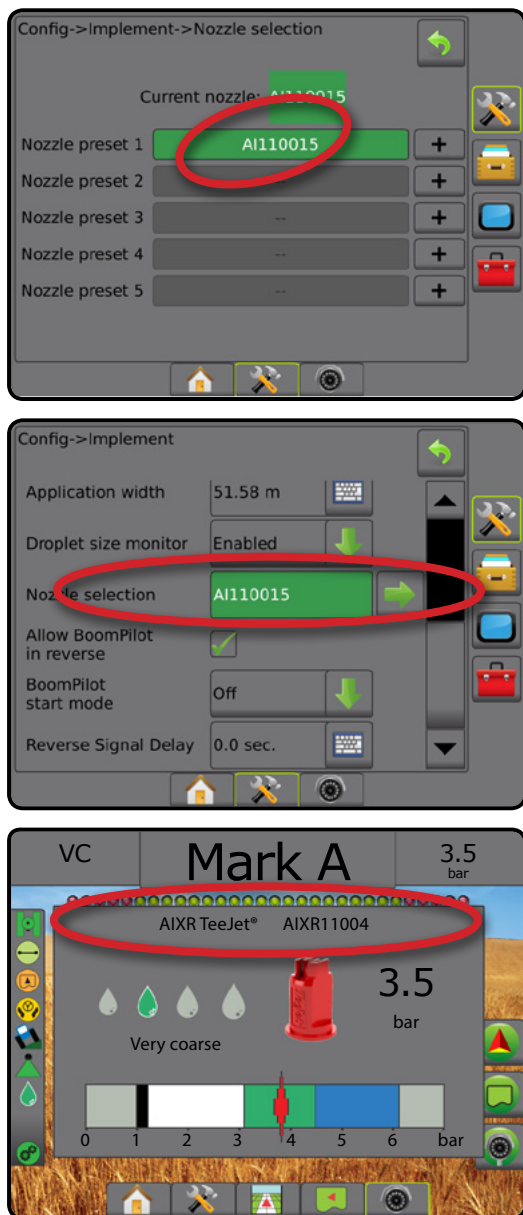 Config->Implement->Nozzle selection
Current nozzle: AI110015
Nozzle preset 1 AI110015 +
Nozzle preset 2 -- +
Nozzle preset 3 -- +
Nozzle preset 4 -- +
Nozzle preset 5 -- +
Config->Implement
Application width 51.58 m
Droplet size monitor Enabled
Nozzle selection AI110015
Allow BoomPilot
in reverse
BoomPilot
start mode Off
Reverse Signal Delay 0.0 sec.
VC Mark A 3.5
bar
AIXR TeeJet® AIXR11004
3.5
bar
Very coarse
0 1 2 3 4 5 6 bar